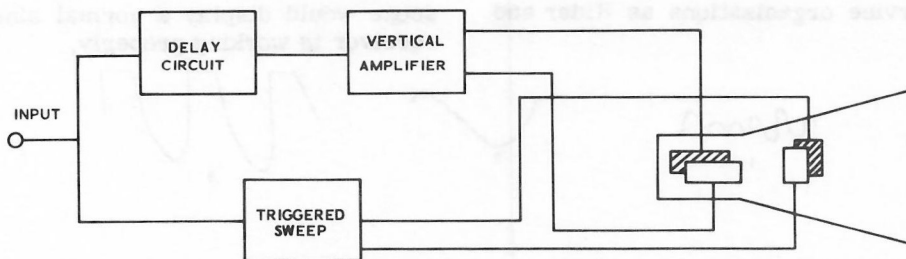 DELAY
CIRCUIT
VERTICAL
AMPLIFIER
INPUT
TRIGGERED
SWEEP